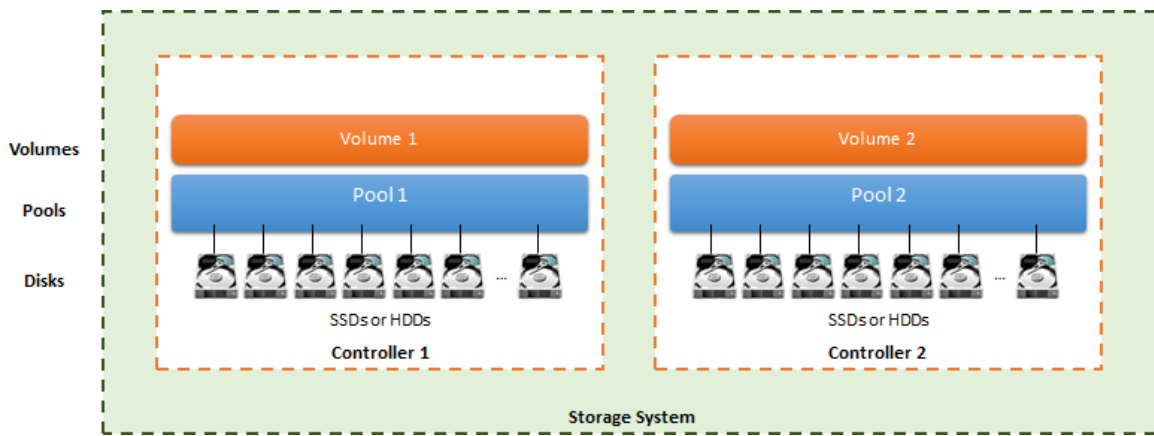 Volumes
Pools
Disks
Volume 1
Pool 1
...
SSDs or HDDs
Controller 1
Volume 2
Pool 2
...
SSDs or HDDs
Controller 2
Storage System